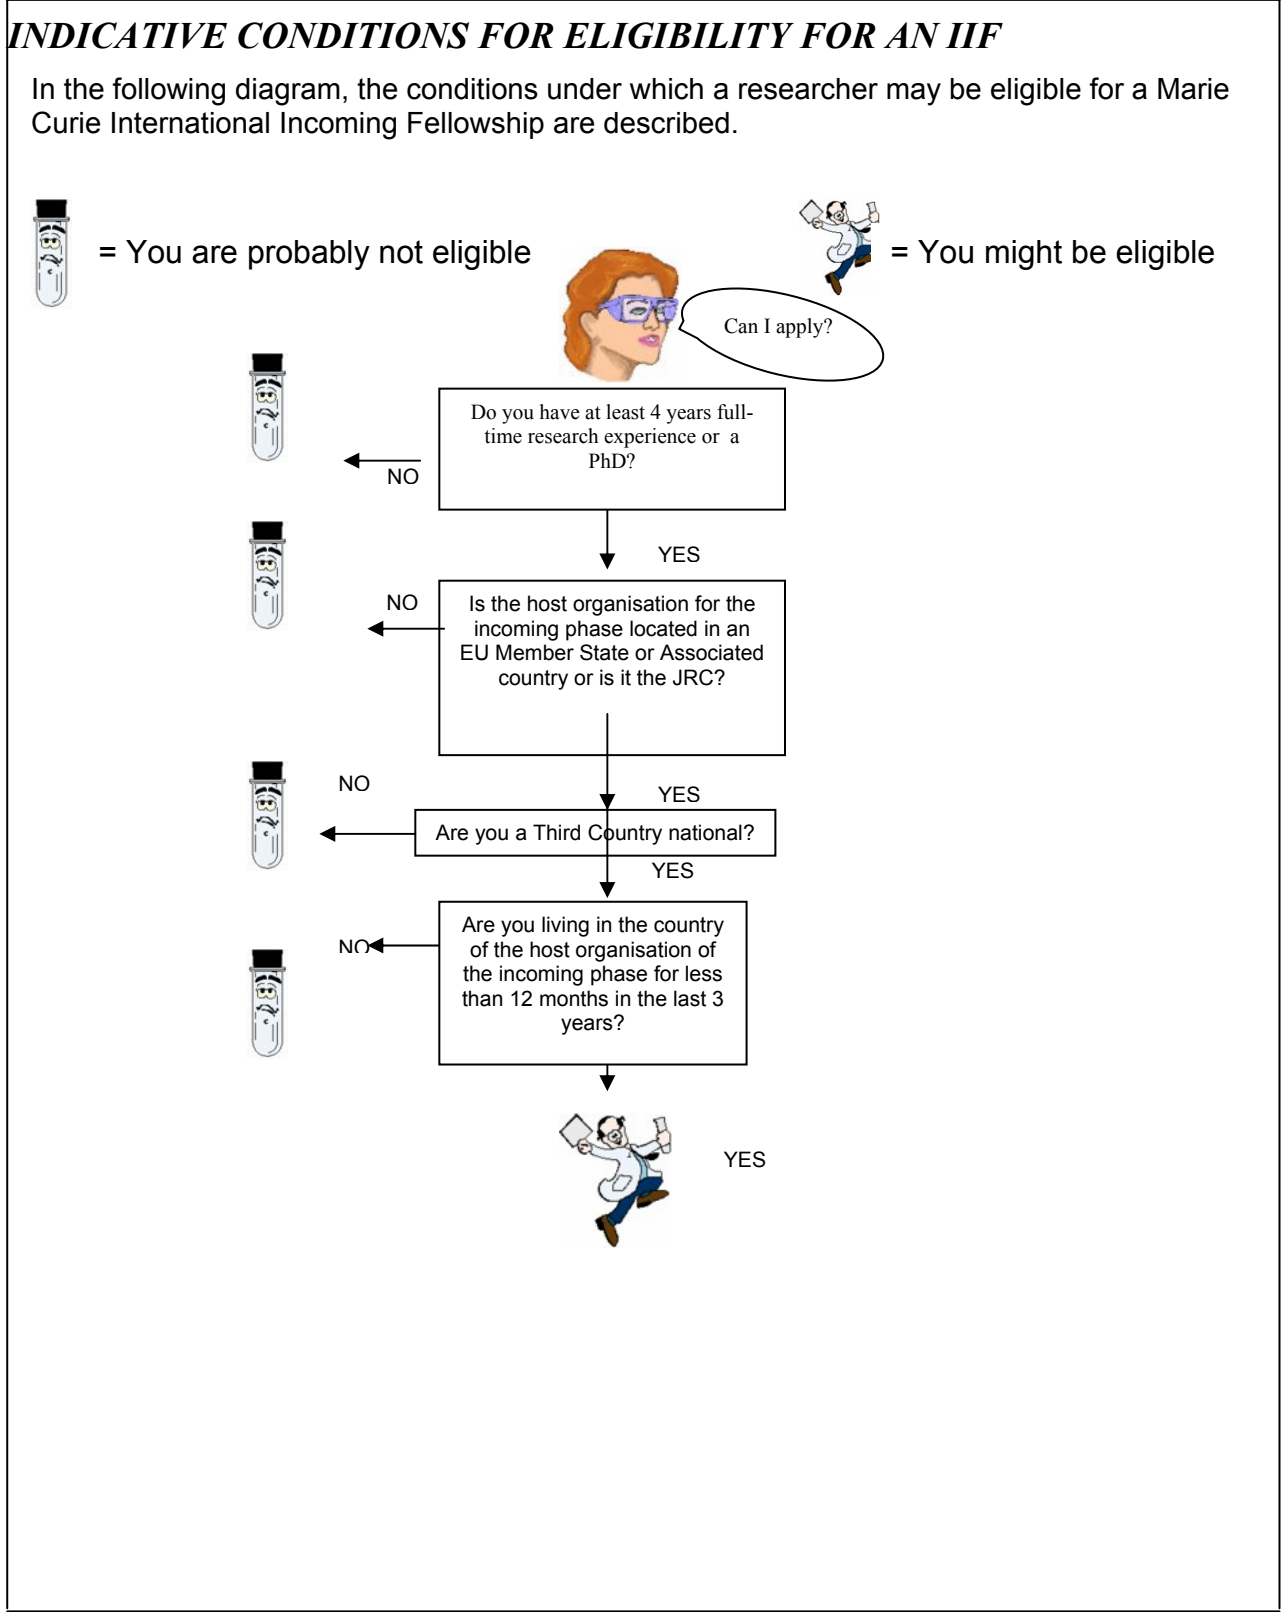 INDICATIVE CONDITIONS FOR ELIGIBILITY FOR AN IIF
In the following diagram, the conditions under which a researcher may be eligible for a Marie
Curie International Incoming Fellowship are described.
= You are probably not eligible
= You might be eligible
Can I apply?
Do you have at least 4 years full-
time research experience or a
PhD?
NO
YES
NO
Is the host organisation for the
incoming phase located in an
EU Member State or Associated
country or is it the JRC?
NO
YES
Are you a Third Country national?
YES
NO
Are you living in the country
of the host organisation of
the incoming phase for less
than 12 months in the last 3
years?
YES